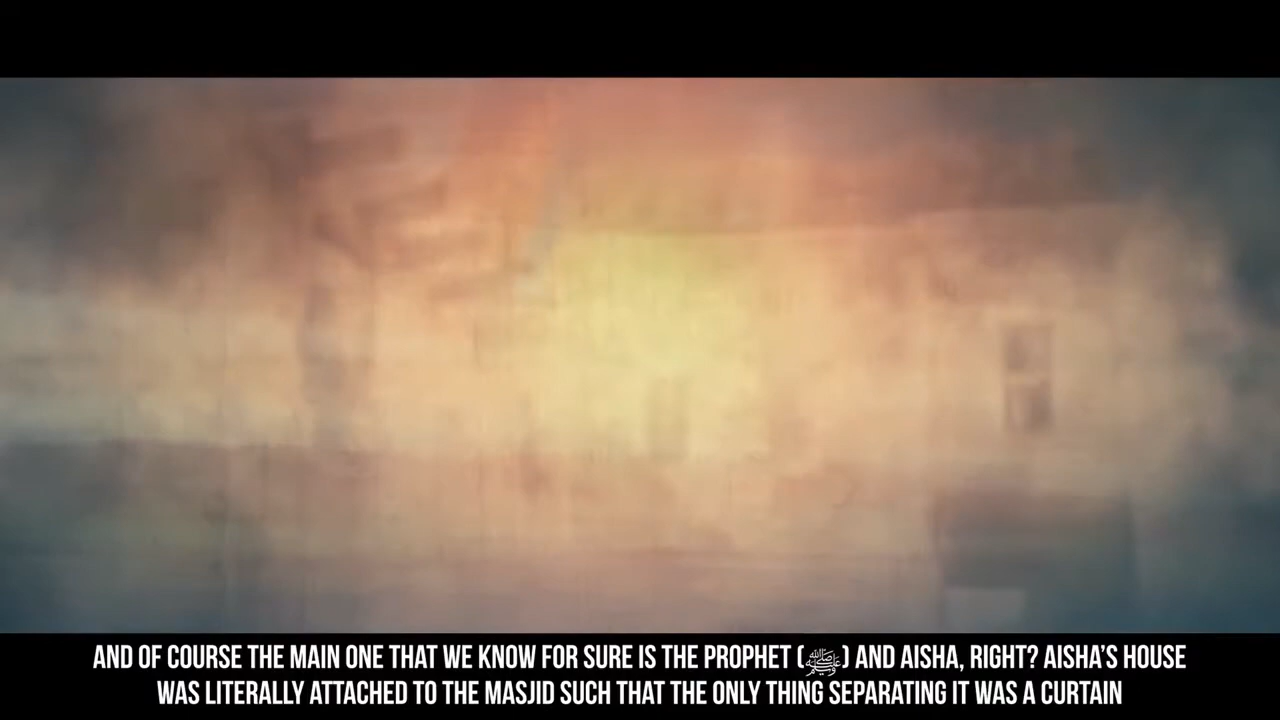 AND OF COURSE THE MAIN ONE THAT WE KNOW FOR SURE IS THE PROPHET (ﷺ) AND AISHA, RIGHT? AISHA’S HOUSE
WAS LITERALLY ATTACHED TO THE MASJID SUCH THAT THE ONLY THING SEPARATING IT WAS A CURTAIN